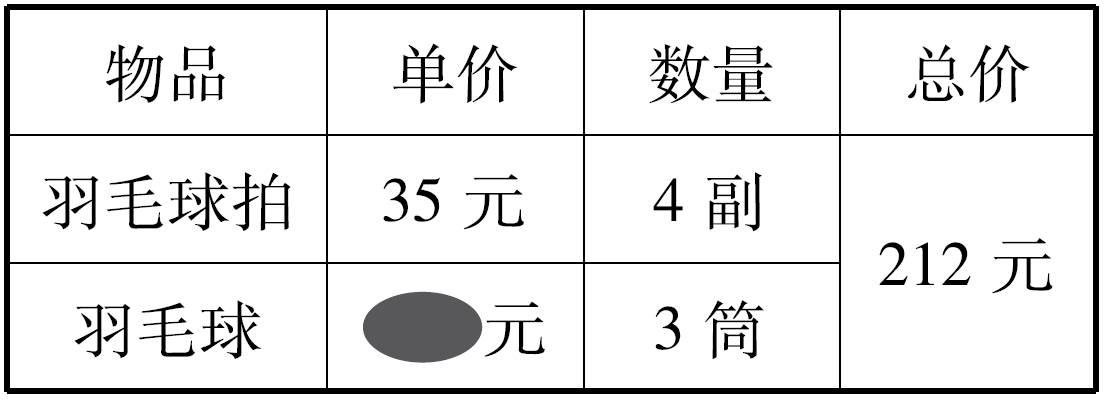 物品 单价 数量 总价
羽毛球拍 35 元 4 副 212 元
羽毛球 元 3 筒